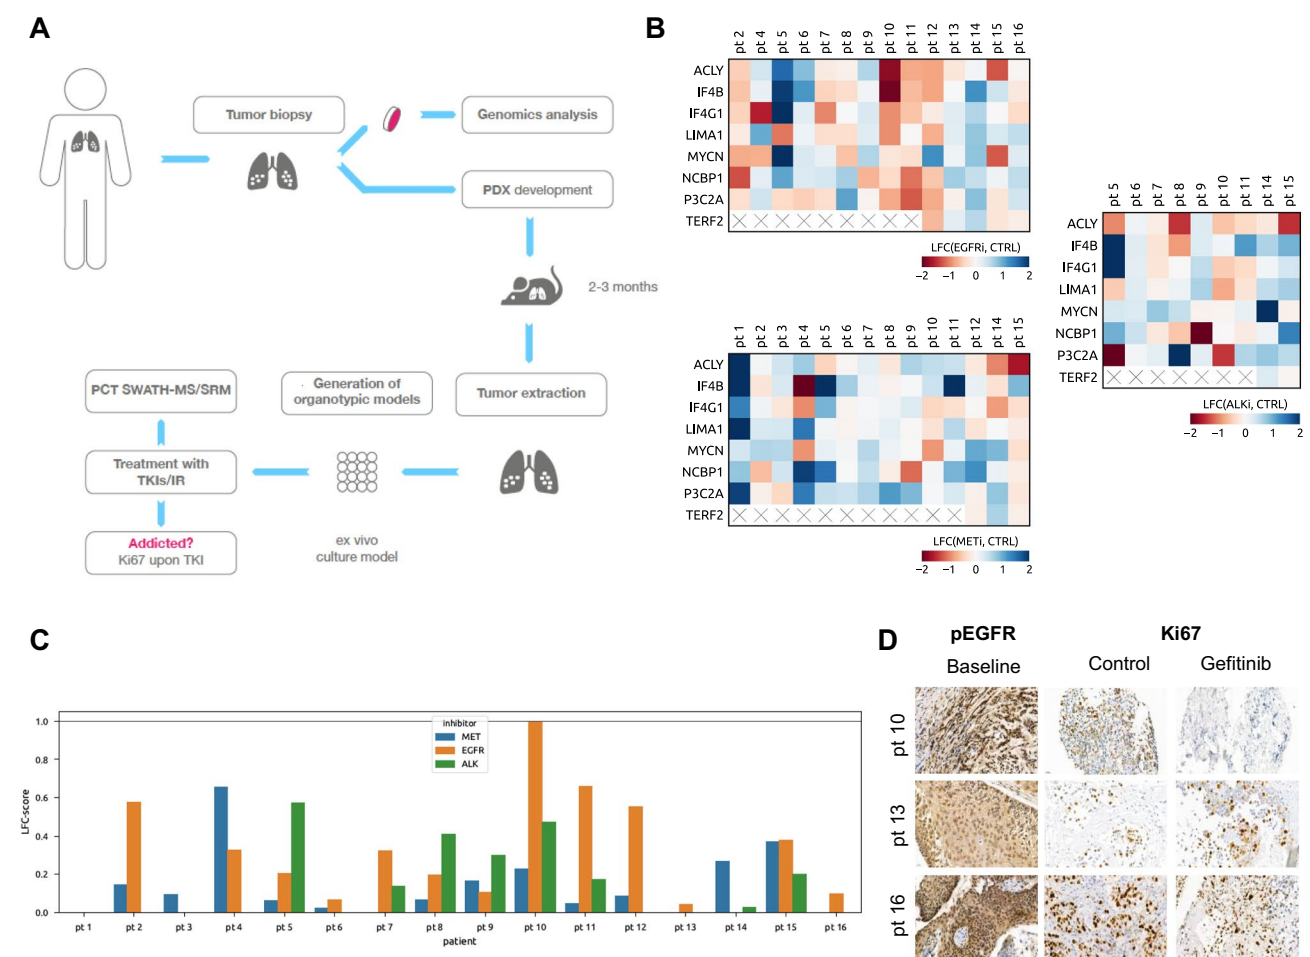 A
Tumor biopsy
Genomics analysis
PDX development
2-3 months
PCT SWATH-MS/SRM
Generation of
organotypic models
Tumor extraction
Treatment with
TKIs/IR
Addicted?
Ki67 upon TKI
ex vivo
culture model
B
pt 2 pt 4 pt 5 pt 6 pt 7 pt 8 pt 9 pt 10 pt 11 pt 12 pt 13 pt 14 pt 15 pt 16
ACLY
IF4B
IF4G1
LIMA1
MYCN
NCBP1
P3C2A
TERF2
LFC(EGFRi, CTRL)
−2 −1 0 1 2
pt 1 pt 2 pt 3 pt 4 pt 5 pt 6 pt 7 pt 8 pt 9 pt 10 pt 11 pt 12 pt 14 pt 15
ACLY
IF4B
IF4G1
LIMA1
MYCN
NCBP1
P3C2A
TERF2
LFC(METi, CTRL)
−2 −1 0 1 2
pt 5 pt 6 pt 7 pt 8 pt 9 pt 10 pt 11 pt 14 pt 15
ACLY
IF4B
IF4G1
LIMA1
MYCN
NCBP1
P3C2A
TERF2
LFC(ALKi, CTRL)
−2 −1 0 1 2
C
LFC-score
1.0
0.8
0.6
0.4
0.2
0.0
inhibitor
MET
EGFR
ALK
pt 1 pt 2 pt 3 pt 4 pt 5 pt 6 pt 7 pt 8 pt 9 pt 10 pt 11 pt 12 pt 13 pt 14 pt 15 pt 16
patient
D
pEGFR Ki67
Baseline Control Gefitinib
pt 10
pt 13
pt 16